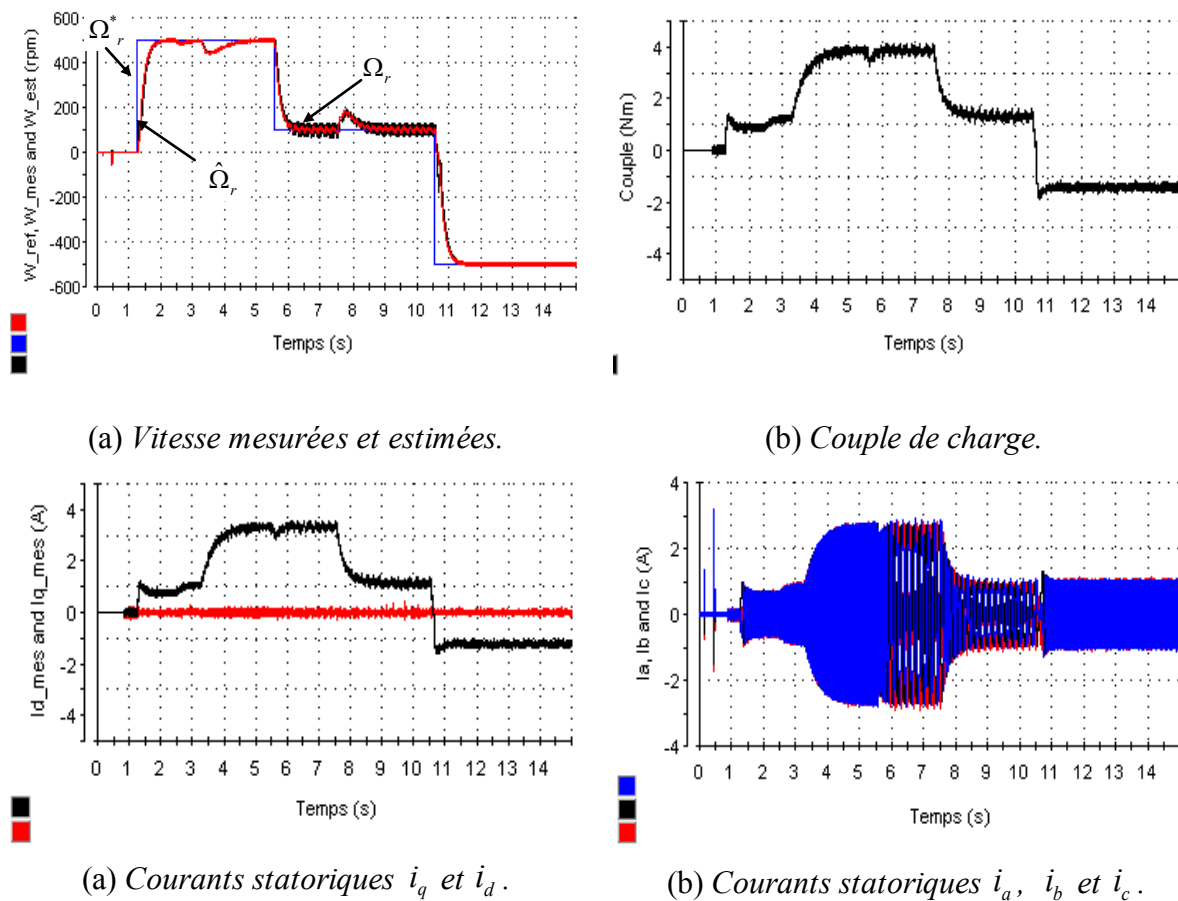 W_ref, W_mes and W_est (rpm)
600
400
200
0
-200
-400
-600
Ω*r
Ωr
Ω̂r
0 1 2 3 4 5 6 7 8 9 10 11 12 13 14
Temps (s)
Couple (Nm)
4
2
0
-2
-4
0 1 2 3 4 5 6 7 8 9 10 11 12 13 14
Temps (s)
(a) Vitesse mesurées et estimées.
(b) Couple de charge.
Id_mes and Iq_mes (A)
4
2
0
-2
-4
0 1 2 3 4 5 6 7 8 9 10 11 12 13 14
Temps (s)
Ia, Ib and Ic (A)
4
2
0
-2
-4
0 1 2 3 4 5 6 7 8 9 10 11 12 13 14
Temps (s)
(a) Courants statoriques iq et id.
(b) Courants statoriques ia, ib et ic.